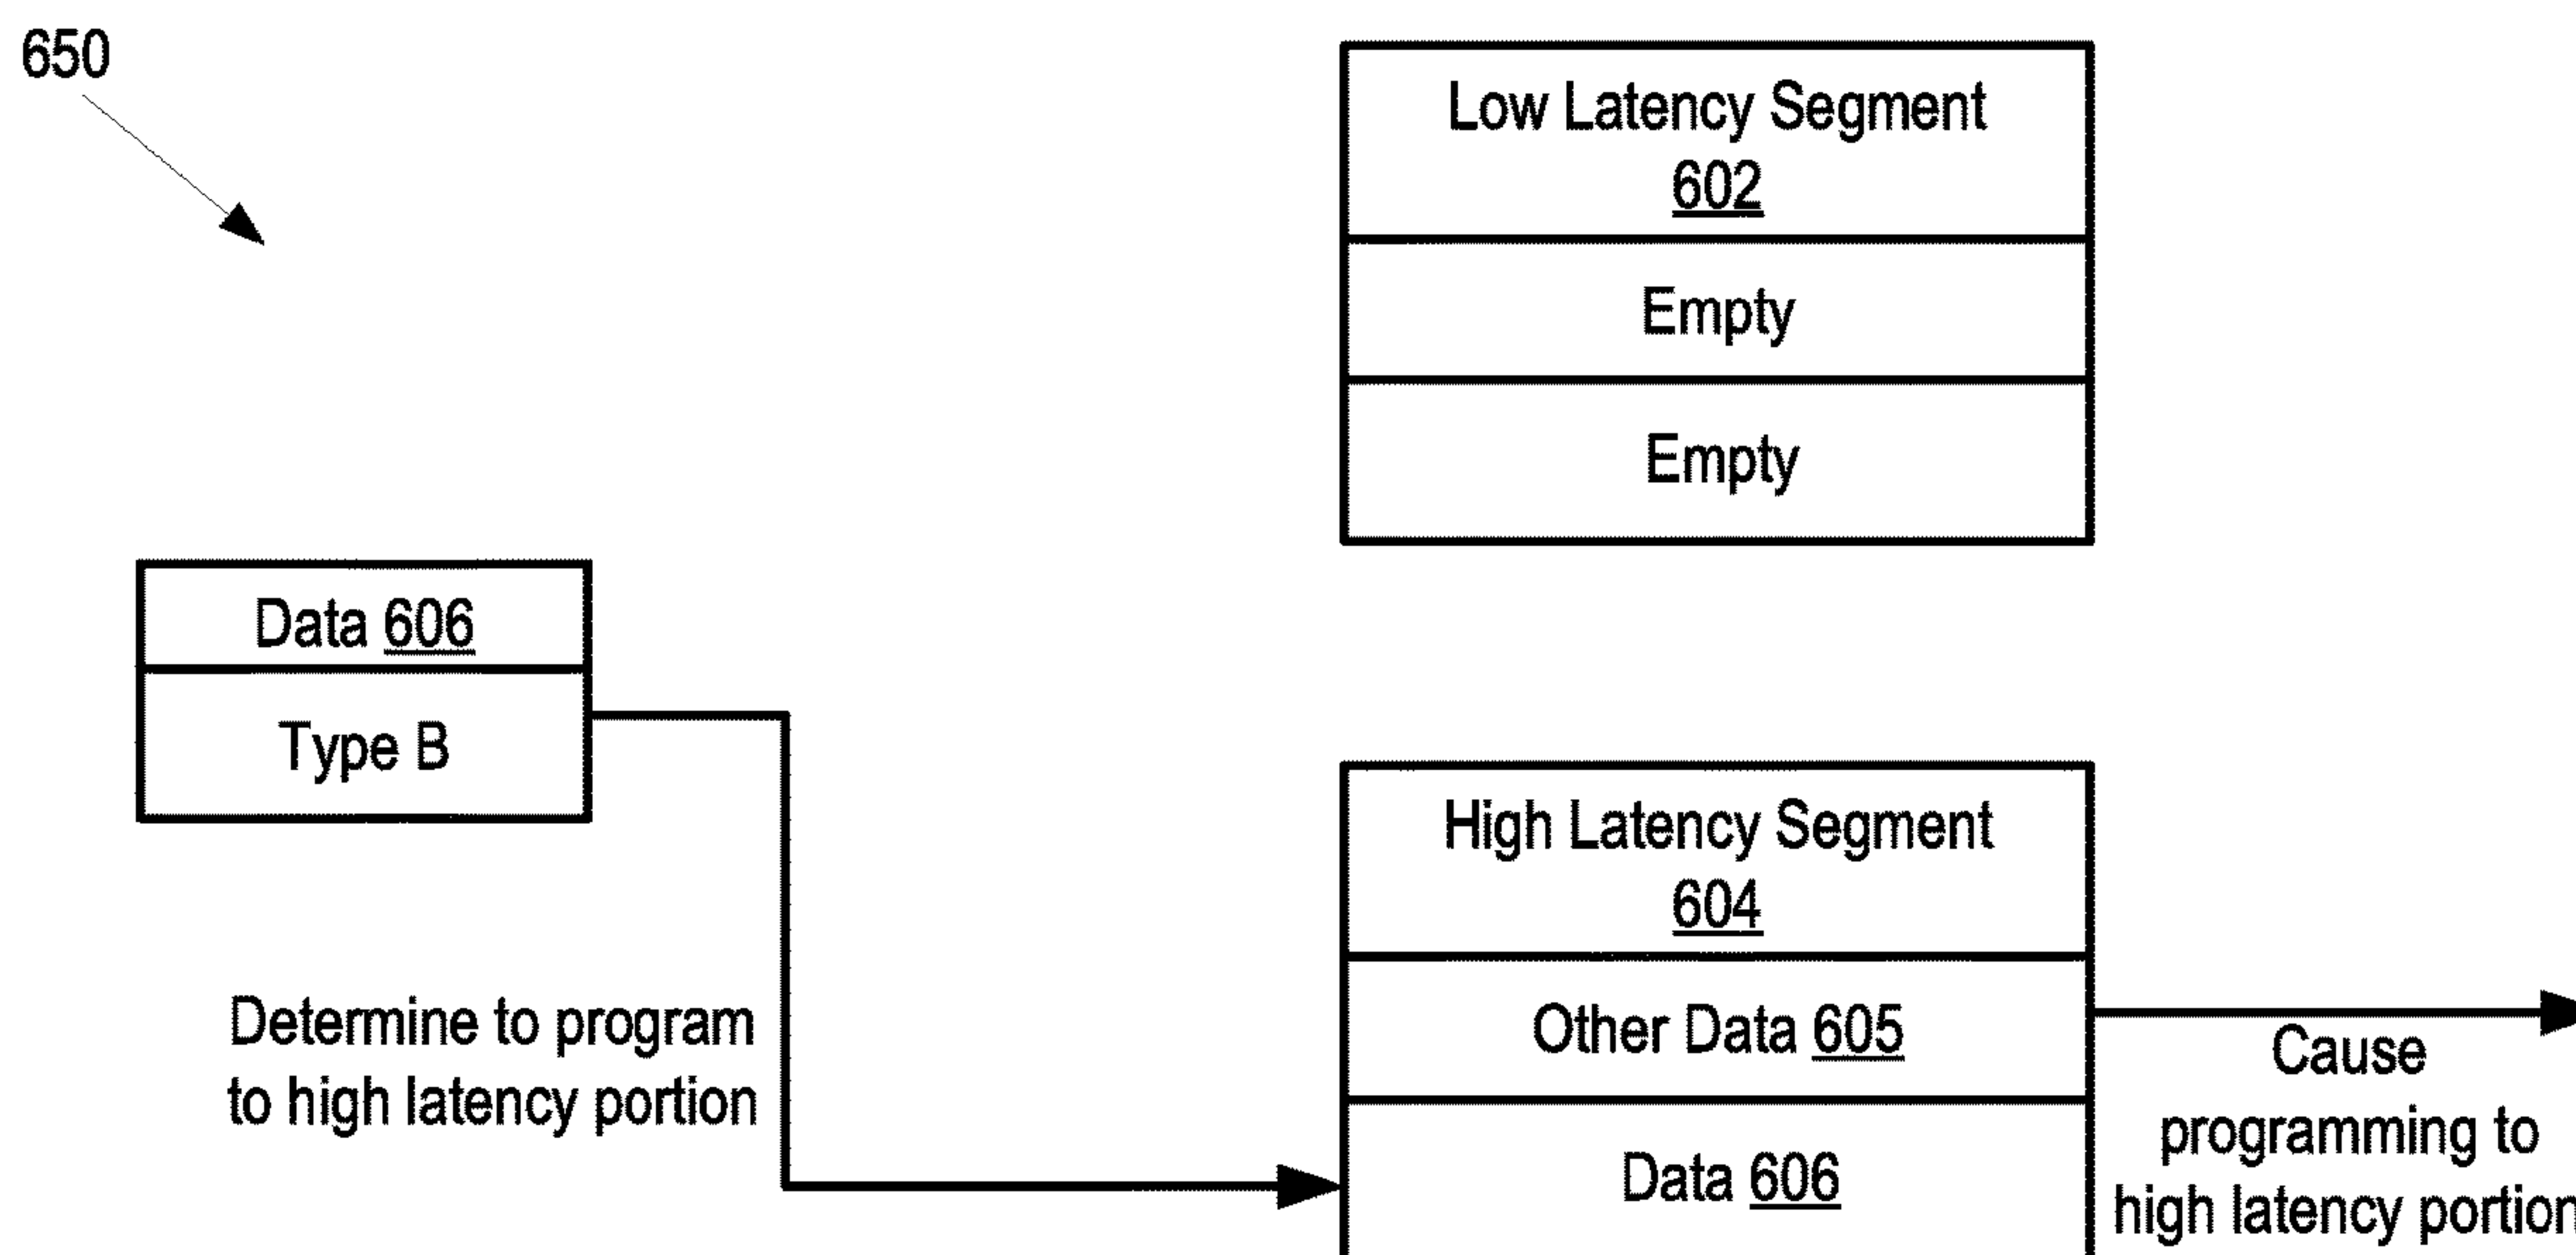 650
Low Latency Segment
602
Empty
Empty
Data 606
Type B
Determine to program
to high latency portion
High Latency Segment
604
Other Data 605
Data 606
Cause
programming to
high latency portion